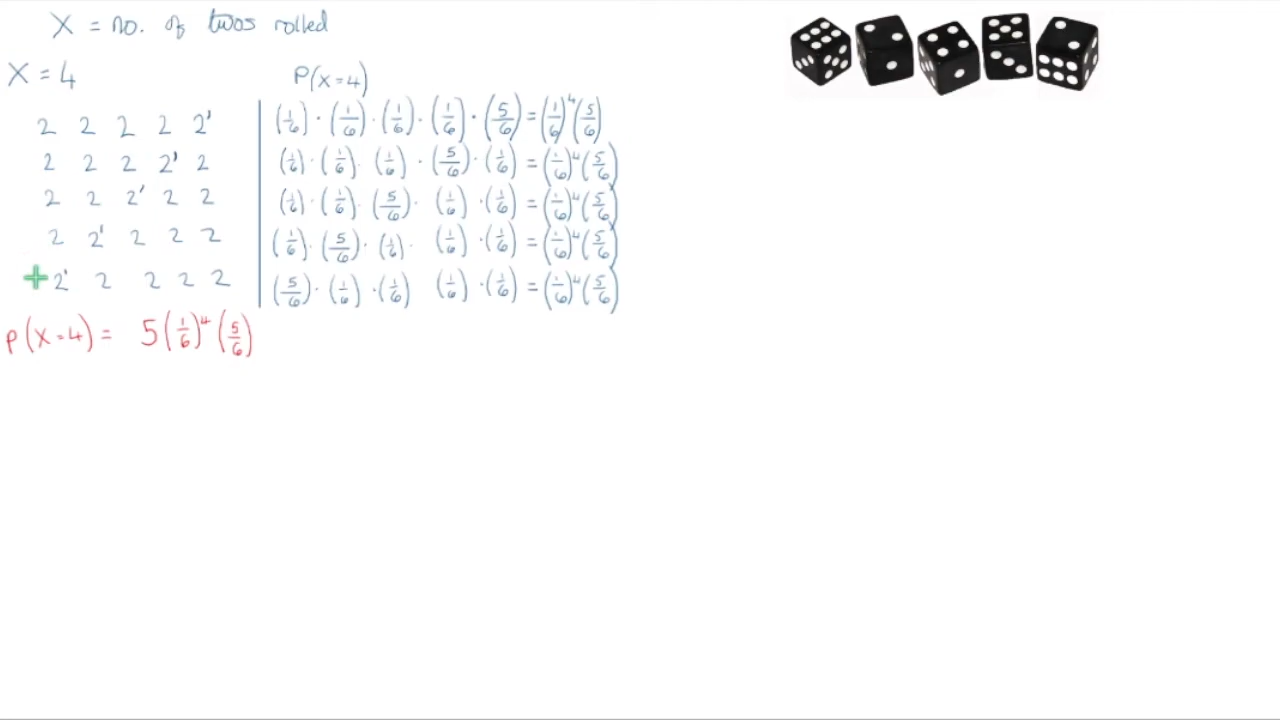 X = no. of twos rolled
X = 4
P(X=4)
2 2 2 2 2' (1/6) · (1/6) · (1/6) · (1/6) · (5/6) = (1/6)⁴(5/6)
2 2 2 2' 2 (1/6) · (1/6) · (1/6) · (5/6) · (1/6) = (1/6)⁴(5/6)
2 2 2' 2 2 (1/6) · (1/6) · (5/6) · (1/6) · (1/6) = (1/6)⁴(5/6)
2 2' 2 2 2 (1/6) · (5/6) · (1/6) · (1/6) · (1/6) = (1/6)⁴(5/6)
2' 2 2 2 2 (5/6) · (1/6) · (1/6) (1/6) · (1/6) = (1/6)⁴(5/6)
P(X=4) = 5(1/6)⁴(5/6)